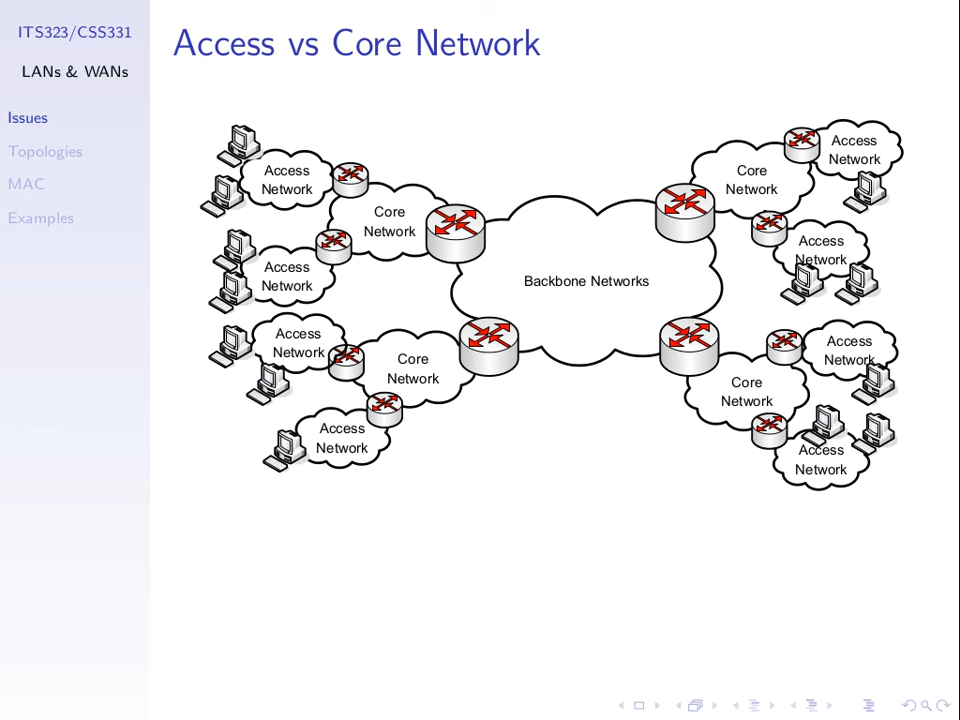 ITS323/CSS331
LANs & WANs
Issues
Topologies
MAC
Examples
Access vs Core Network
Access
Network
Core
Network
Access
Network
Access
Network
Core
Network
Access
Network
Backbone Networks
Core
Network
Access
Network
Access
Network
Core
Network
Access
Network
Access
Network